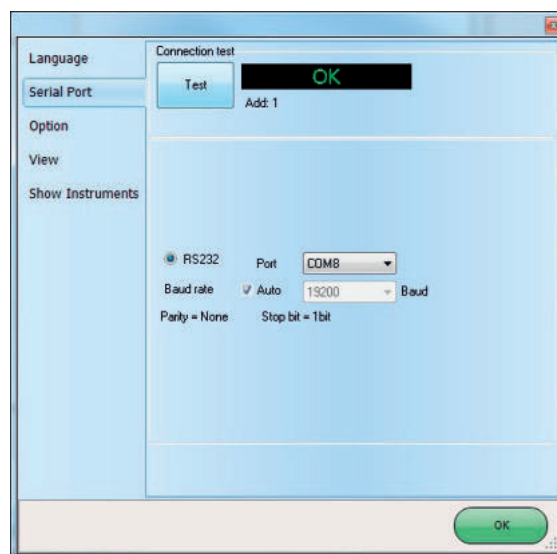 Language
Serial Port
Option
View
Show Instruments
Connection test
Test
OK
Add: 1
RS232
Port
COM8
Baud rate
Auto
19200
Baud
Parity = None
Stop bit = 1bit
OK